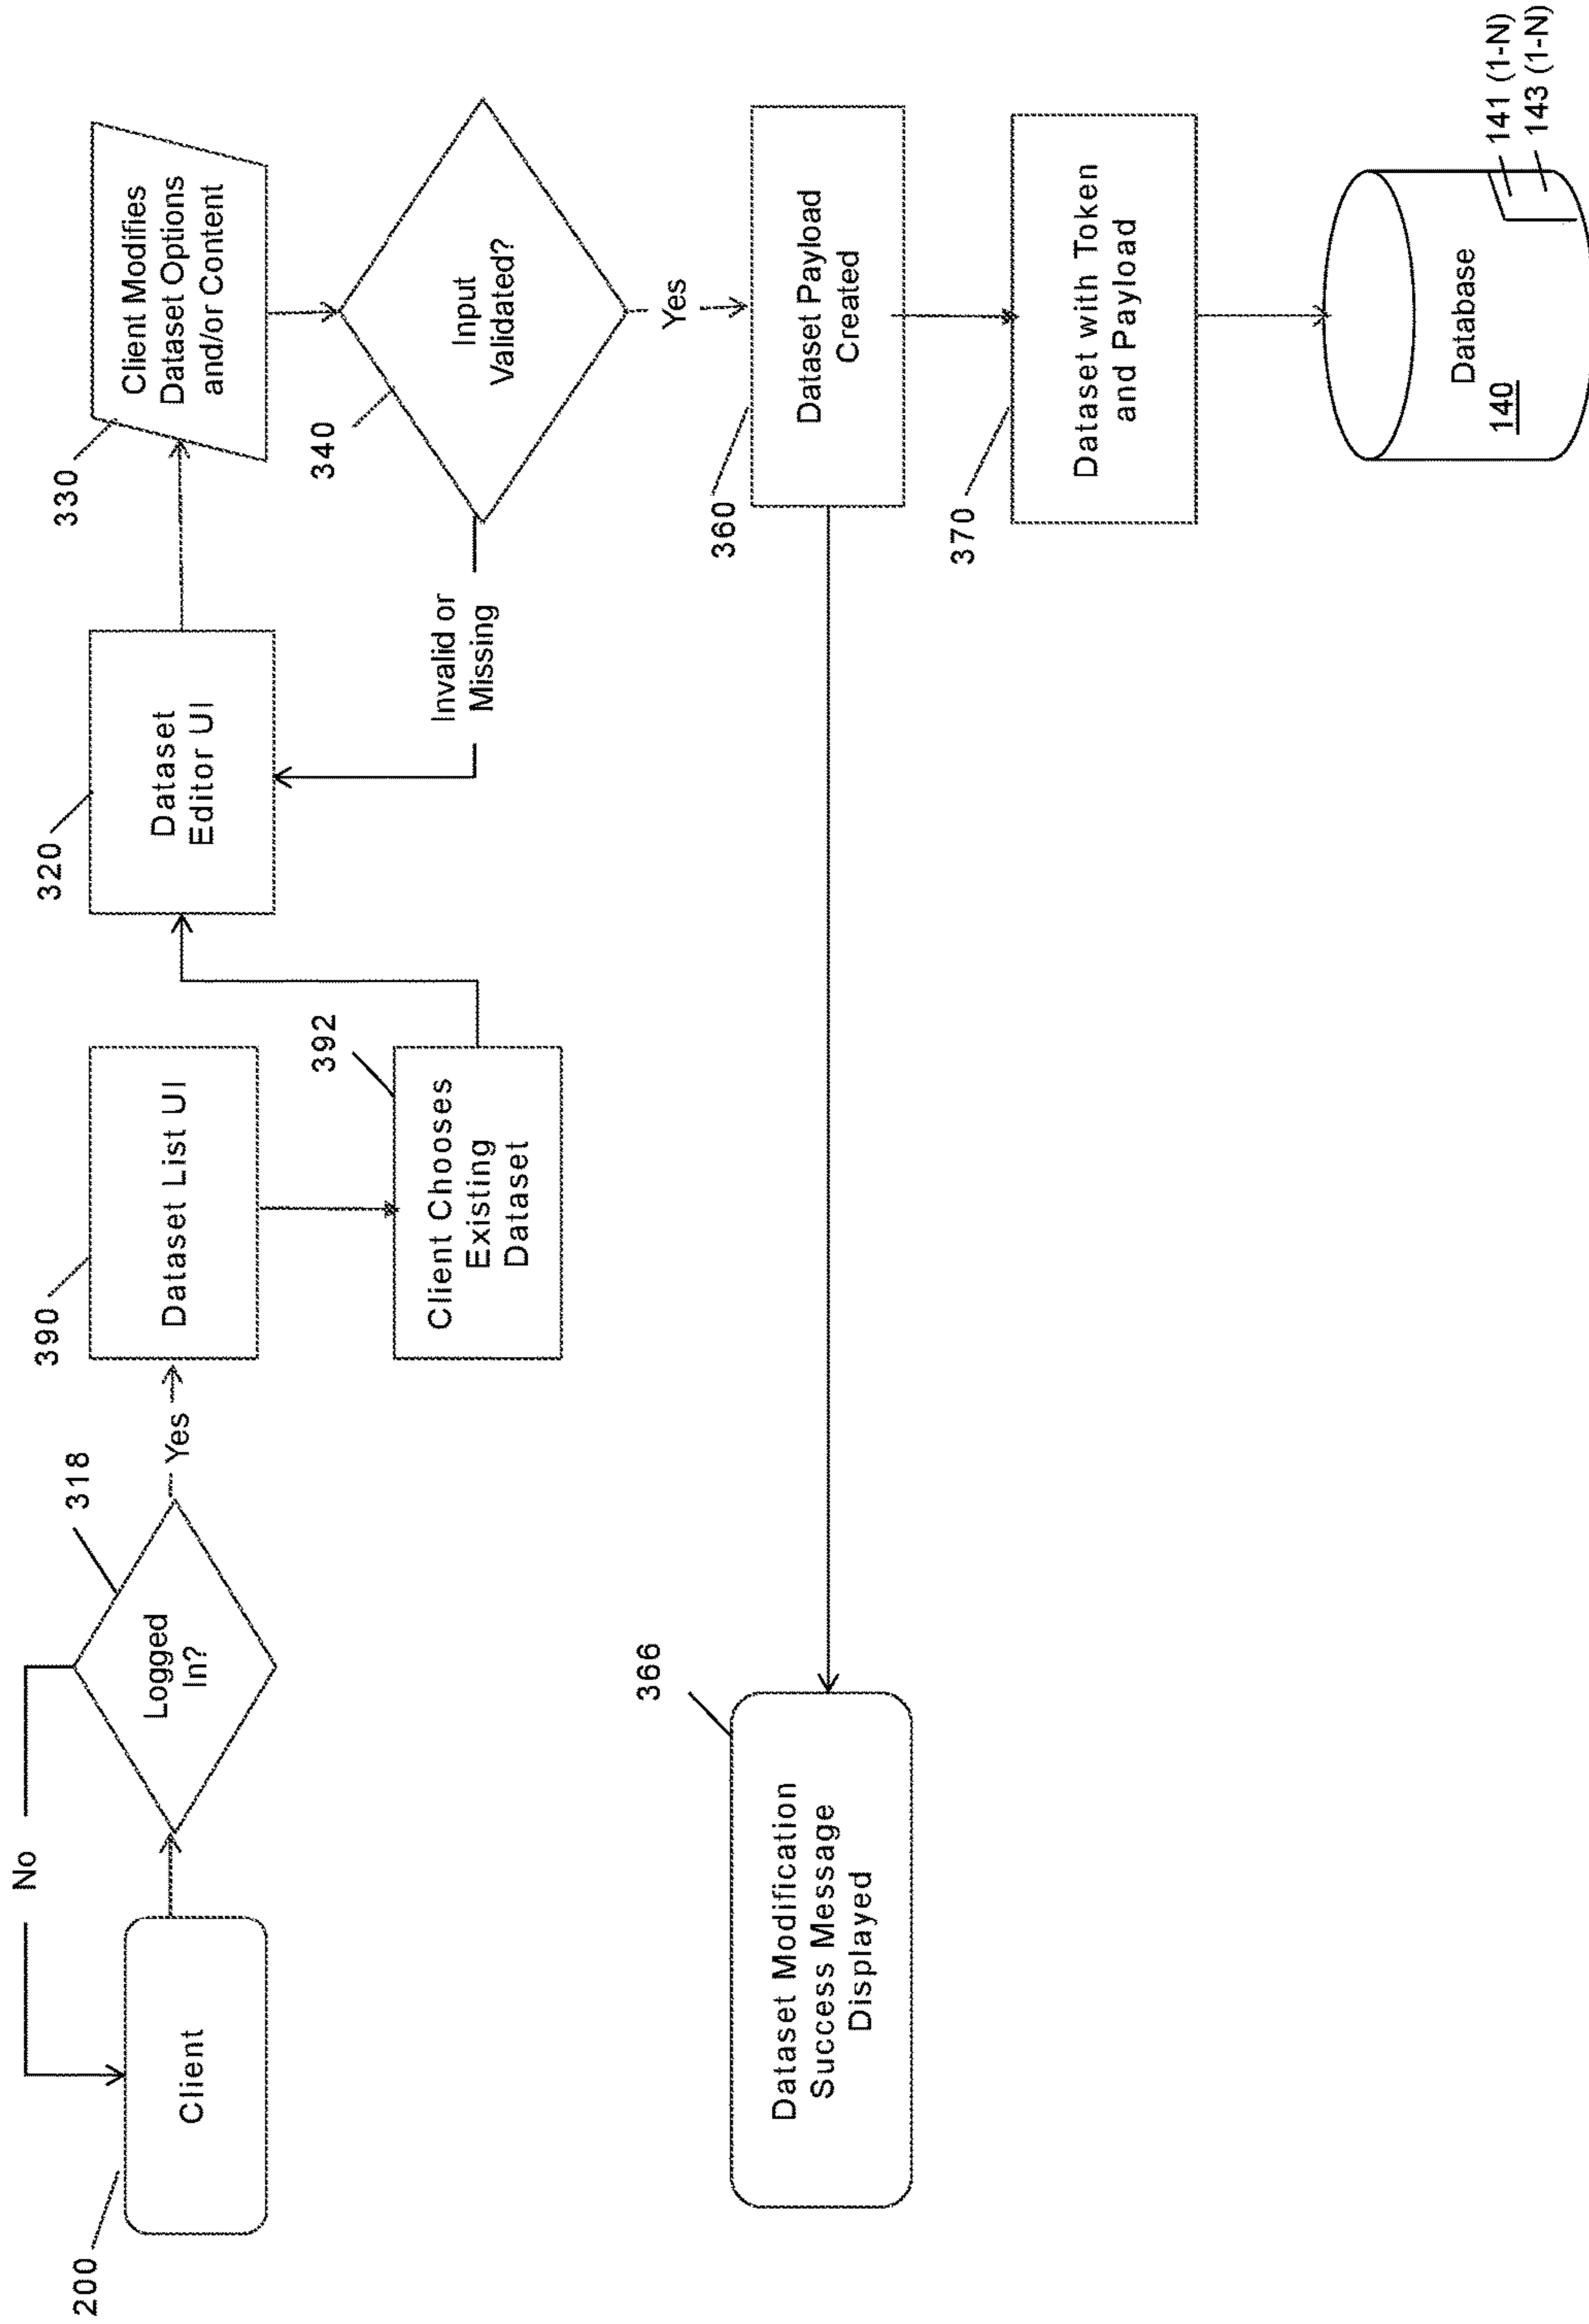 No
200
Client
Logged
In?
318
Yes
390
Dataset List UI
392
Client Chooses
Existing
Dataset
320
Dataset
Editor UI
330
Client Modifies
Dataset Options
and/or Content
340
Input
Validated?
Invalid or
Missing
Yes
360
Dataset Payload
Created
366
Dataset Modification
Success Message
Displayed
370
Dataset with Token
and Payload
Database
140
141 (1-N)
143 (1-N)